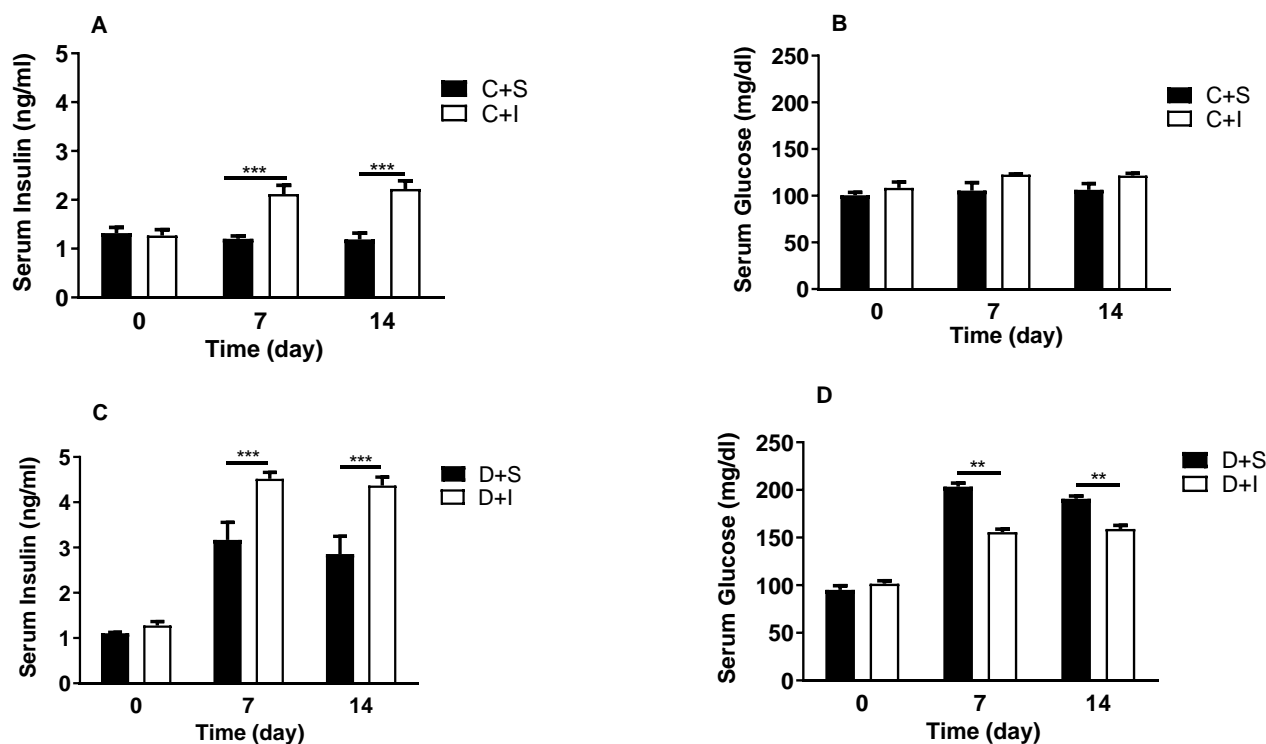 A
Serum Insulin (ng/ml)
5
4
3
2
1
0
***
***
C+S
C+I
0 7 14
Time (day)
B
Serum Glucose (mg/dl)
250
200
150
100
50
0
C+S
C+I
0 7 14
Time (day)
C
Serum Insulin (ng/ml)
5
4
3
2
1
0
***
***
D+S
D+I
0 7 14
Time (day)
D
Serum Glucose (mg/dl)
250
200
150
100
50
0
**
**
D+S
D+I
0 7 14
Time (day)